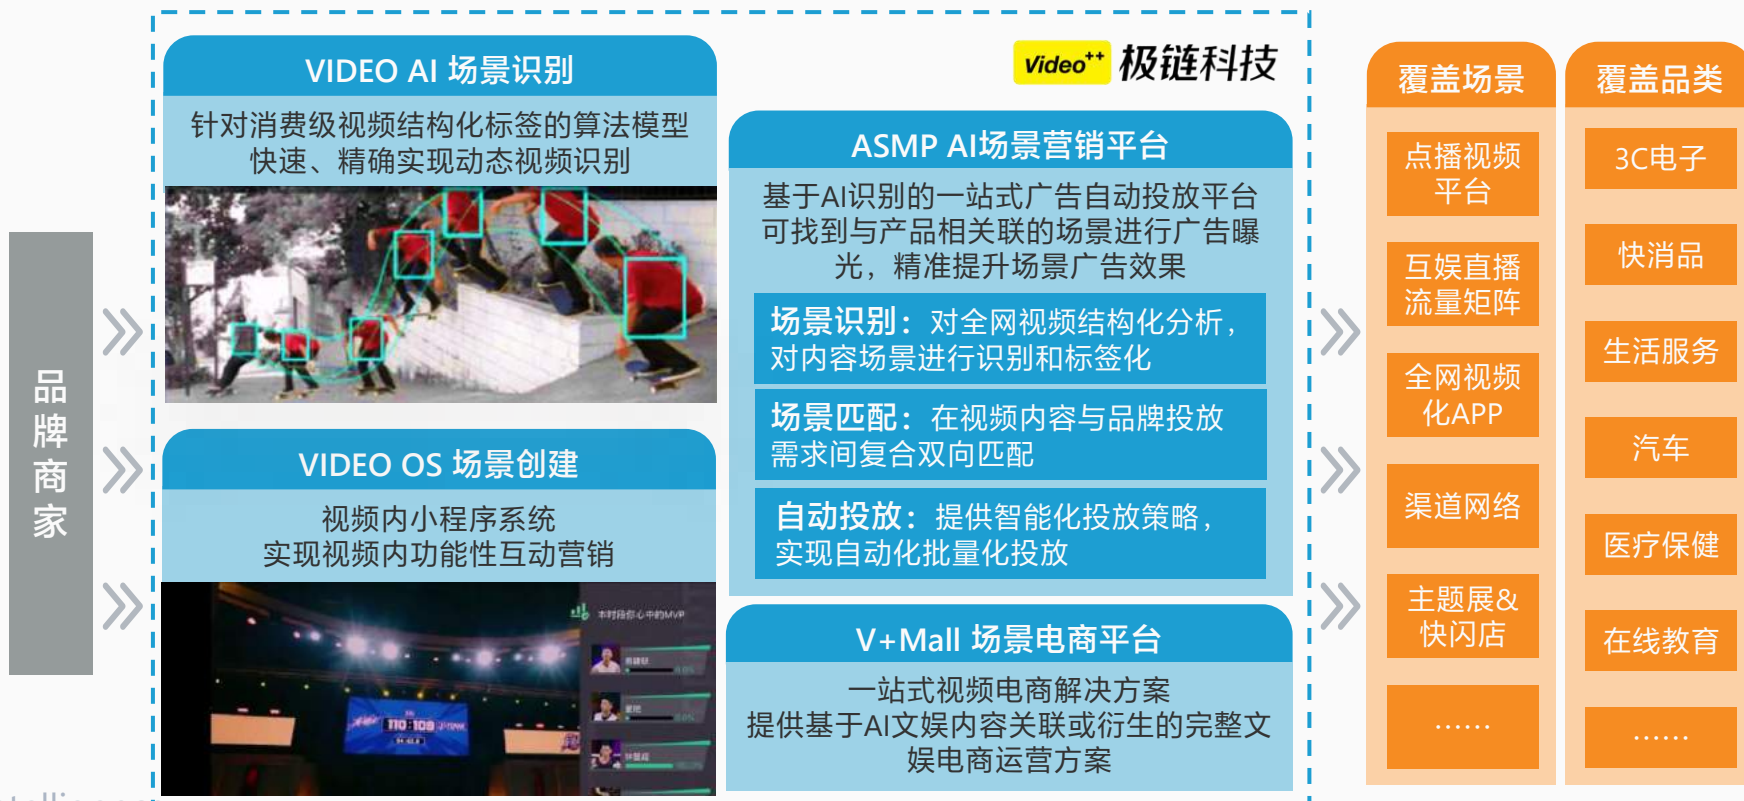 品
牌
商
家
VIDEO AI 场景识别
针对消费级视频结构化标签的算法模型
快速、精确实现动态视频识别
VIDEO OS 场景创建
视频内小程序系统
实现视频内功能性互动营销
本时段你心中的MVP
110:109
Video++ 极链科技
ASMP AI场景营销平台
基于AI识别的一站式广告自动投放平台
可找到与产品相关联的场景进行广告曝
光，精准提升场景广告效果
场景识别：对全网视频结构化分析，
对内容场景进行识别和标签化
场景匹配：在视频内容与品牌投放
需求间复合双向匹配
自动投放：提供智能化投放策略，
实现自动化批量化投放
V+Mall 场景电商平台
一站式视频电商解决方案
提供基于AI文娱内容关联或衍生的完整文
娱电商运营方案
覆盖场景
点播视频
平台
互娱直播
流量矩阵
全网视频
化APP
渠道网络
主题展&
快闪店
……
覆盖品类
3C电子
快消品
生活服务
汽车
医疗保健
在线教育
……